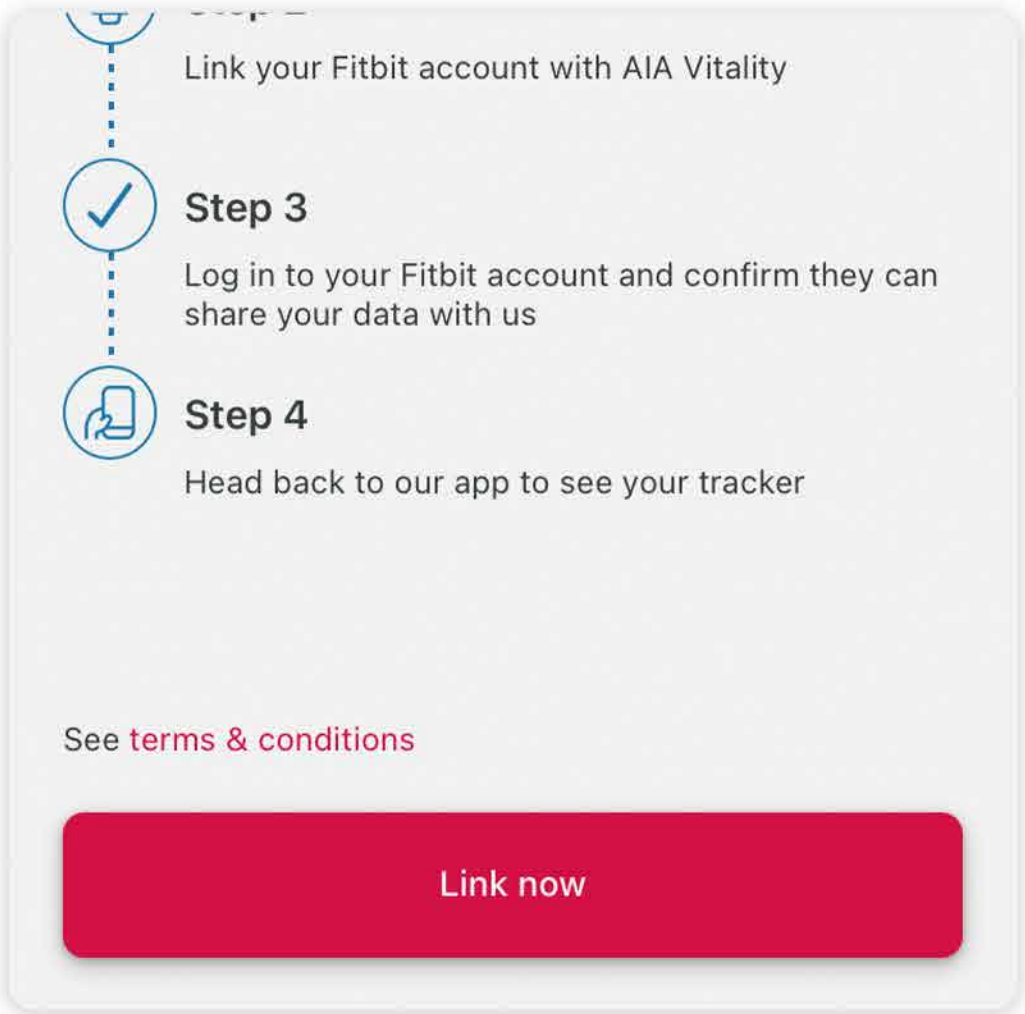 Link your Fitbit account with AIA Vitality
Step 3
Log in to your Fitbit account and confirm they can
share your data with us
Step 4
Head back to our app to see your tracker
See terms & conditions
Link now